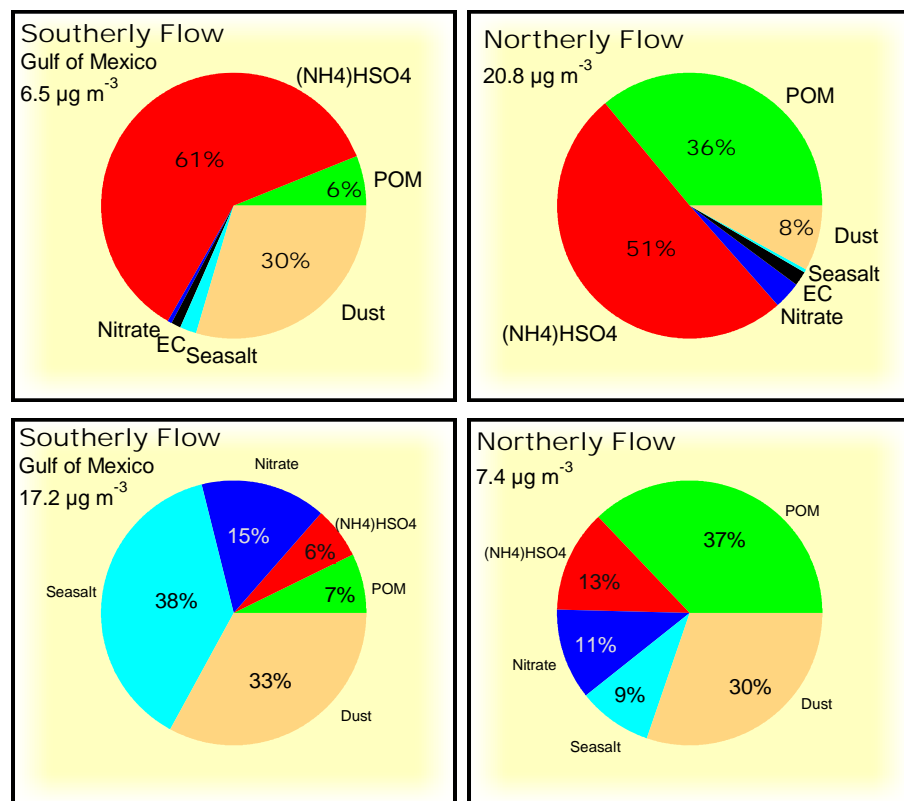 Southerly Flow
Gulf of Mexico
6.5 µg m-3
(NH4)HSO4
61%
POM
6%
30%
Dust
Nitrate
EC
Seasalt
Northerly Flow
20.8 µg m-3
POM
36%
8%
Dust
51%
Seasalt
EC
Nitrate
(NH4)HSO4
Southerly Flow
Gulf of Mexico
17.2 µg m-3
Nitrate
(NH4)HSO4
15%
6%
Seasalt
38%
7%
POM
33%
Dust
Northerly Flow
7.4 µg m-3
POM
37%
(NH4)HSO4
13%
11%
Nitrate
9%
30%
Dust
Seasalt